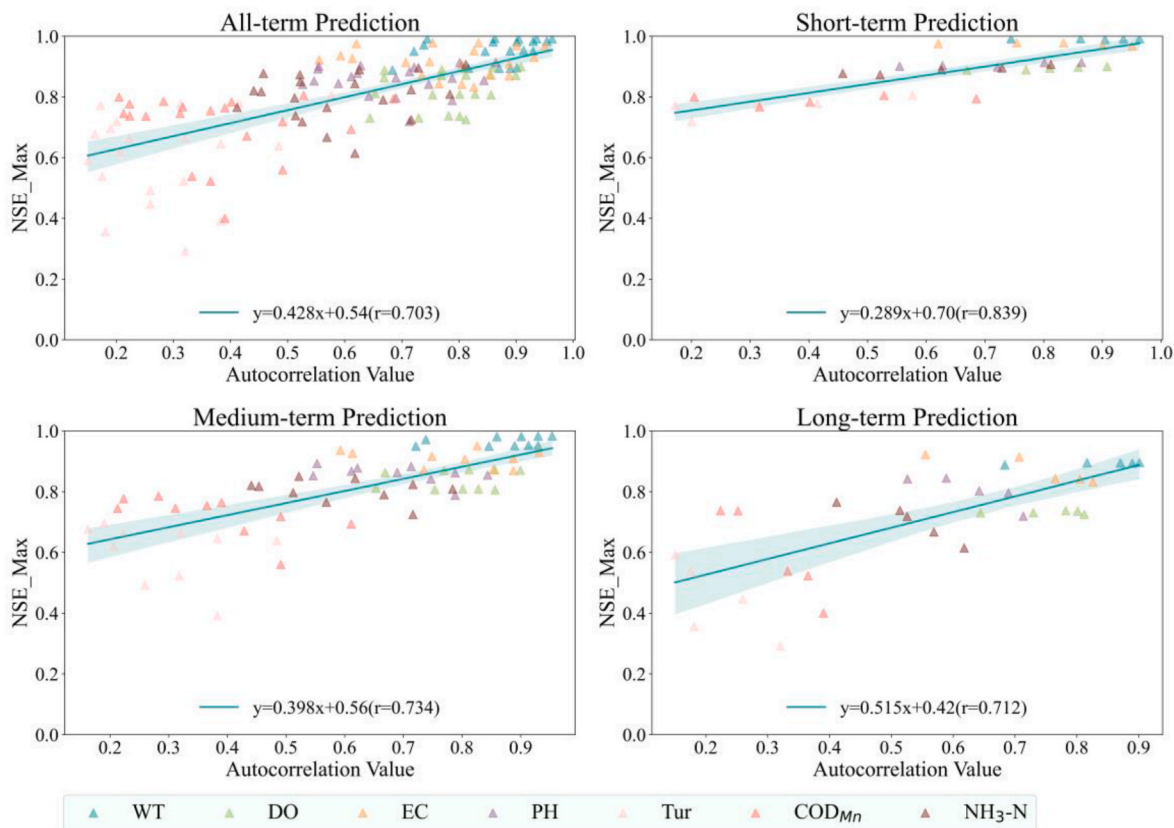 All-term Prediction
NSE_Max
1.0
0.8
0.6
0.4
0.2
0.0
y=0.428x+0.54(r=0.703)
0.2 0.3 0.4 0.5 0.6 0.7 0.8 0.9 1.0
Autocorrelation Value
Short-term Prediction
NSE_Max
1.0
0.8
0.6
0.4
0.2
0.0
y=0.289x+0.70(r=0.839)
0.2 0.3 0.4 0.5 0.6 0.7 0.8 0.9 1.0
Autocorrelation Value
Medium-term Prediction
NSE_Max
1.0
0.8
0.6
0.4
0.2
0.0
y=0.398x+0.56(r=0.734)
0.2 0.3 0.4 0.5 0.6 0.7 0.8 0.9
Autocorrelation Value
Long-term Prediction
NSE_Max
1.0
0.8
0.6
0.4
0.2
0.0
y=0.515x+0.42(r=0.712)
0.2 0.3 0.4 0.5 0.6 0.7 0.8 0.9
Autocorrelation Value
WT DO EC PH Tur COD_Mn NH₃-N